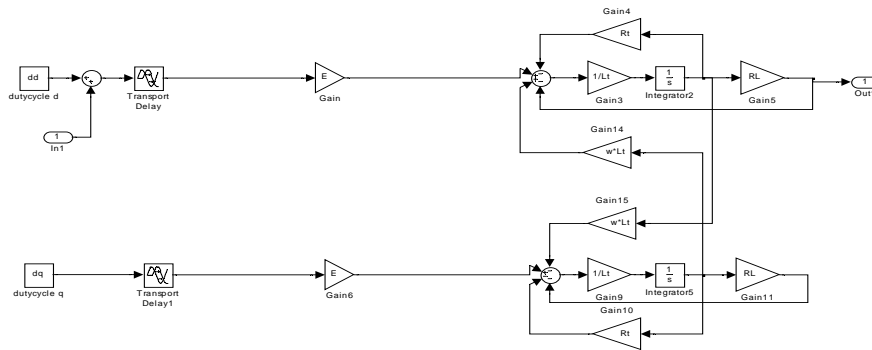 Gain4
Rt
dd
dutycycle d
Transport
Delay
E
Gain
1/Lt
Gain3
1
s
Integrator2
RL
Gain5
1
Out1
1
In1
Gain14
w*Lt
Gain15
w*Lt
dq
dutycycle q
Transport
Delay1
E
Gain6
1/Lt
Gain9
1
s
Integrator5
RL
Gain11
Gain10
Rt